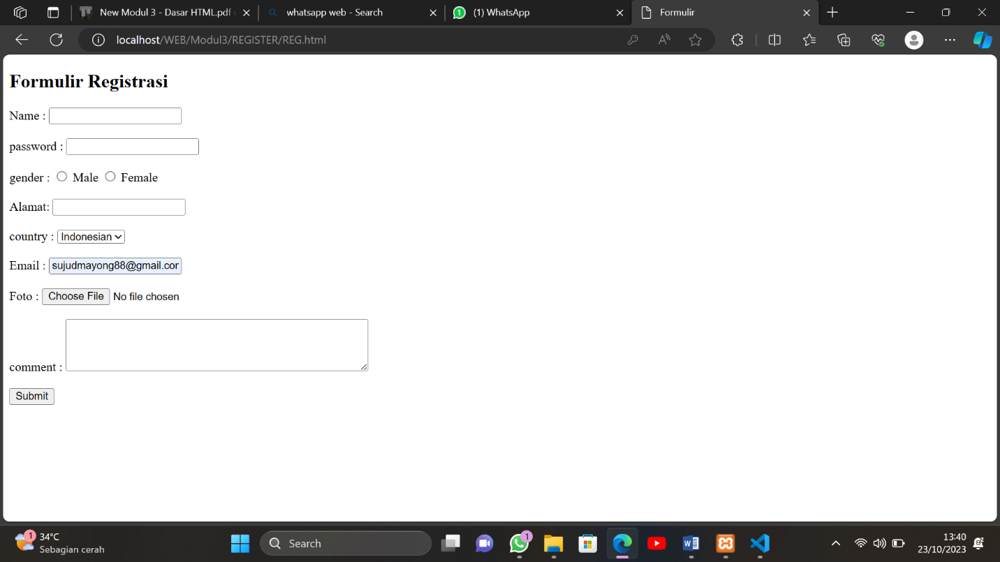 New Modul 3 - Dasar HTML.pdf
whatsapp web - Search
1 (1) WhatsApp
Formulir
localhost/WEB/Modul3/REGISTER/REG.html
Formulir Registrasi
Name :
password :
gender : Male Female
Alamat:
country : Indonesian
Email : sujudmayong88@gmail.com
Foto : Choose File No file chosen
comment :
Submit
1 34°C
Sebagian cerah
Search
1
W
13:40
23/10/2023